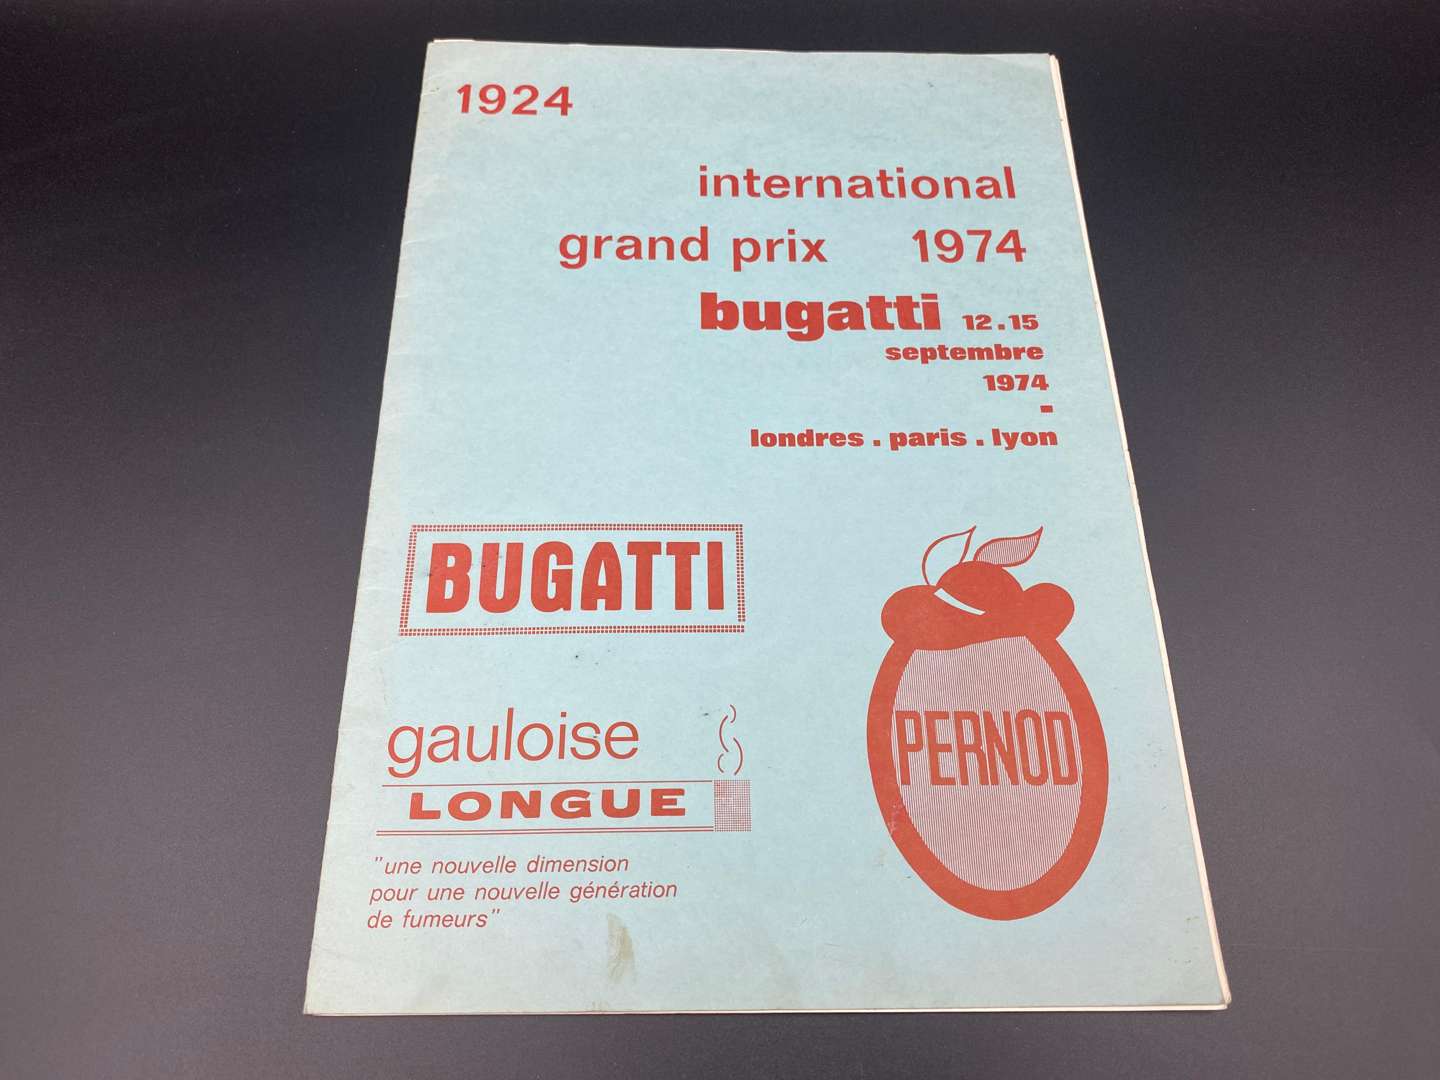 1924
international
grand prix 1974
bugatti 12.15
septembre
1974
-
londres . paris . lyon
BUGATTI
gauloise
LONGUE
"une nouvelle dimension
pour une nouvelle génération
de fumeurs"
PERNOD